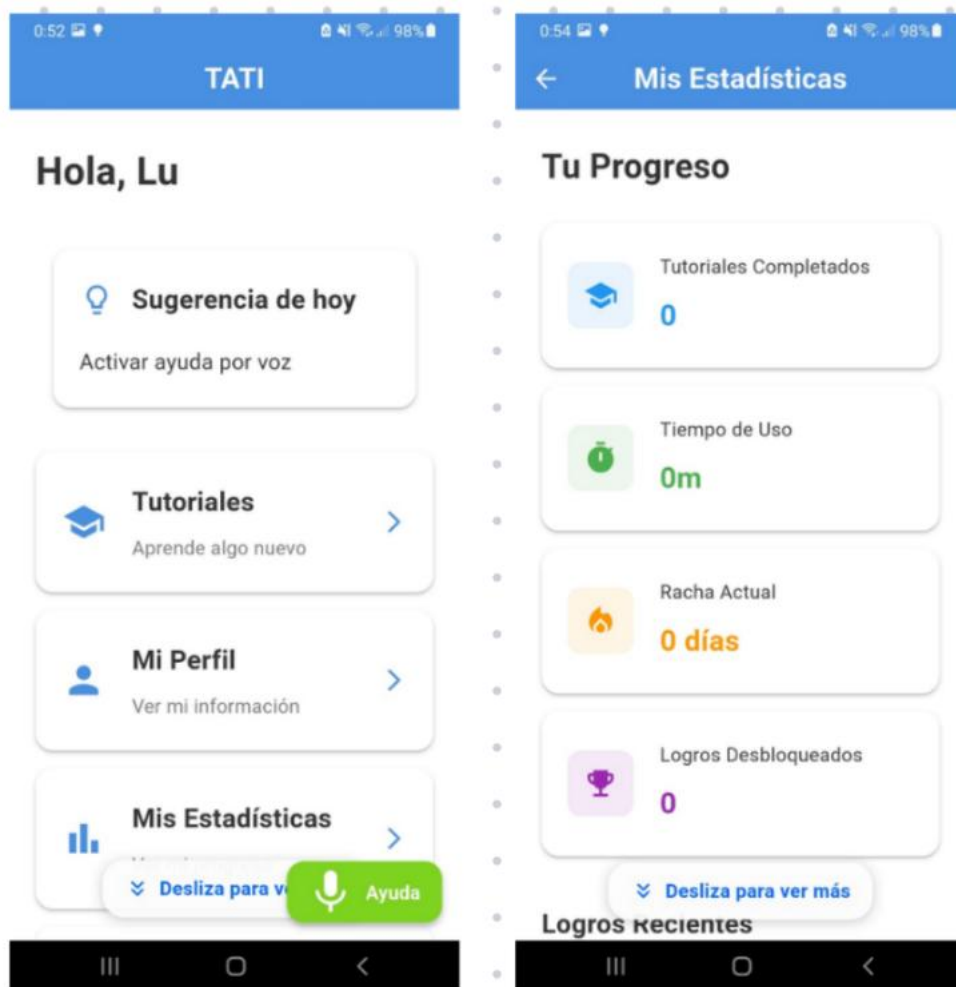 0:52
98%
TATI
Hola, Lu
Sugerencia de hoy
Activar ayuda por voz
Tutoriales
Aprende algo nuevo
Mi Perfil
Ver mi información
Mis Estadísticas
Desliza para v
Ayuda
0:54
98%
Mis Estadísticas
Tu Progreso
Tutoriales Completados
0
Tiempo de Uso
0m
Racha Actual
0 días
Logros Desbloqueados
0
Desliza para ver más
Logros Recientes